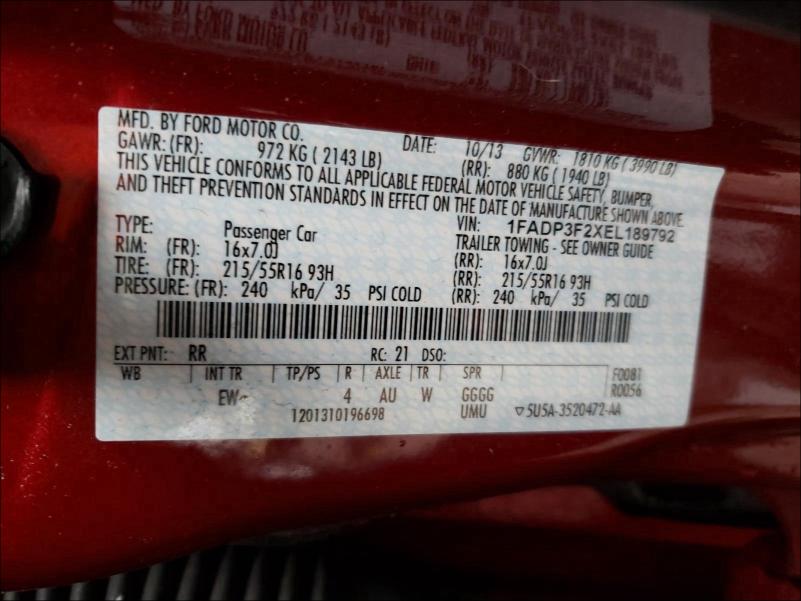 MFD. BY FORD MOTOR CO. DATE: 10/13 GVWR: 1810 KG ( 3990 LB)
GAWR: (FR): 972 KG ( 2143 LB) (RR): 880 KG ( 1940 LB)
THIS VEHICLE CONFORMS TO ALL APPLICABLE FEDERAL MOTOR VEHICLE SAFETY, BUMPER,
AND THEFT PREVENTION STANDARDS IN EFFECT ON THE DATE OF MANUFACTURE SHOWN ABOVE.
VIN: 1FADP3F2XEL189792
TYPE: Passenger Car TRAILER TOWING - SEE OWNER GUIDE
RIM: (FR): 16x7.0J (RR): 16x7.0J
TIRE: (FR): 215/55R16 93H (RR): 215/55R16 93H
PRESSURE: (FR): 240 kPa/ 35 PSI COLD (RR): 240 kPa/ 35 PSI COLD
EXT PNT: RR RC: 21 DSO:
WB INT TR TP/PS R AXLE TR SPR F0081
EW 4 AU W GGGG R0056
1201310196698 UMU ▽5U5A-3520472-AA